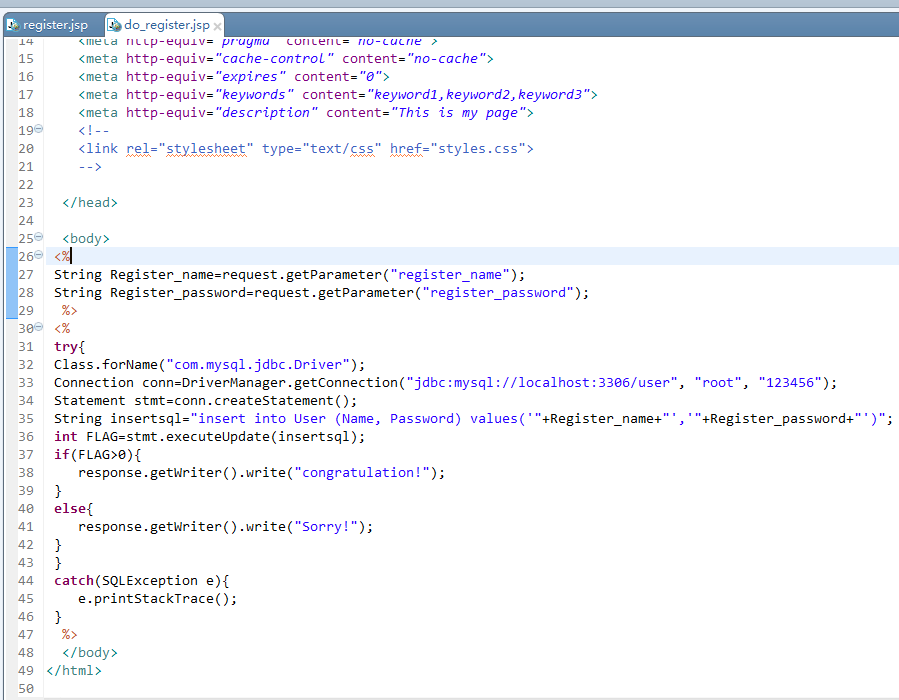 register.jsp do_register.jsp
14 <meta http-equiv="pragma" content="no-cache">
15 <meta http-equiv="cache-control" content="no-cache">
16 <meta http-equiv="expires" content="0">
17 <meta http-equiv="keywords" content="keyword1,keyword2,keyword3">
18 <meta http-equiv="description" content="This is my page">
19 <!--
20 <link rel="stylesheet" type="text/css" href="styles.css">
21 -->
22
23 </head>
24
25 <body>
26 <%
27 String Register_name=request.getParameter("register_name");
28 String Register_password=request.getParameter("register_password");
29 %>
30 <%
31 try{
32 Class.forName("com.mysql.jdbc.Driver");
33 Connection conn=DriverManager.getConnection("jdbc:mysql://localhost:3306/user", "root", "123456");
34 Statement stmt=conn.createStatement();
35 String insertsql="insert into User (Name, Password) values('"+Register_name+"','"+Register_password+"')";
36 int FLAG=stmt.executeUpdate(insertsql);
37 if(FLAG>0){
38 response.getWriter().write("congratulation!");
39 }
40 else{
41 response.getWriter().write("Sorry!");
42 }
43 }
44 catch(SQLException e){
45 e.printStackTrace();
46 }
47 %>
48 </body>
49 </html>
50